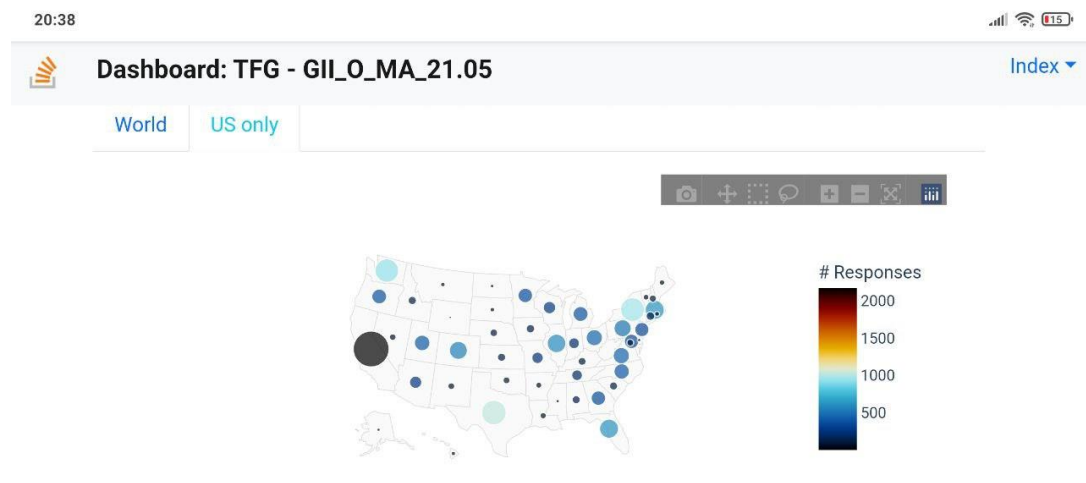 20:38
15
Dashboard: TFG - GII_O_MA_21.05
Index
World
US only
# Responses
2000
1500
1000
500